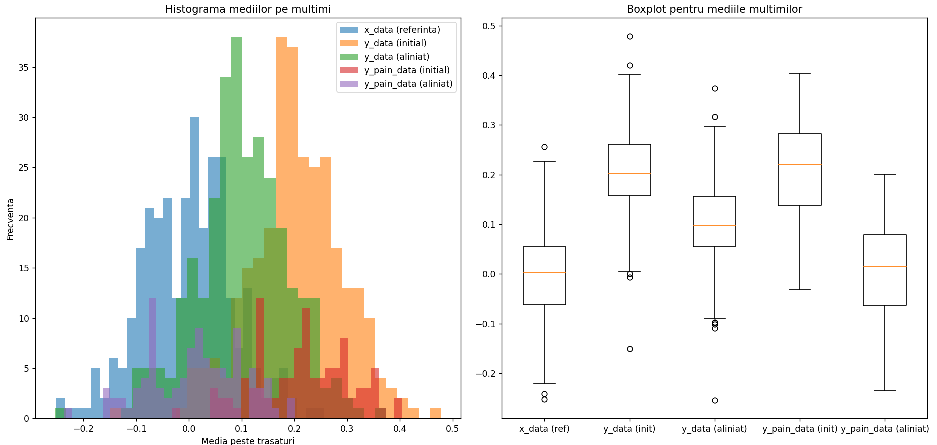 Histograma mediilor pe multimi
x_data (referinta)
y_data (initial)
y_data (aliniat)
y_pain_data (initial)
y_pain_data (aliniat)
Frecventa
35
30
25
20
15
10
5
0
−0.2
−0.1
0.0
0.1
0.2
0.3
0.4
0.5
Media peste trasaturi
Boxplot pentru mediile multimilor
0.5
0.4
0.3
0.2
0.1
0.0
−0.1
−0.2
x_data (ref)
y_data (init)
y_data (aliniat)
y_pain_data (init)
y_pain_data (aliniat)